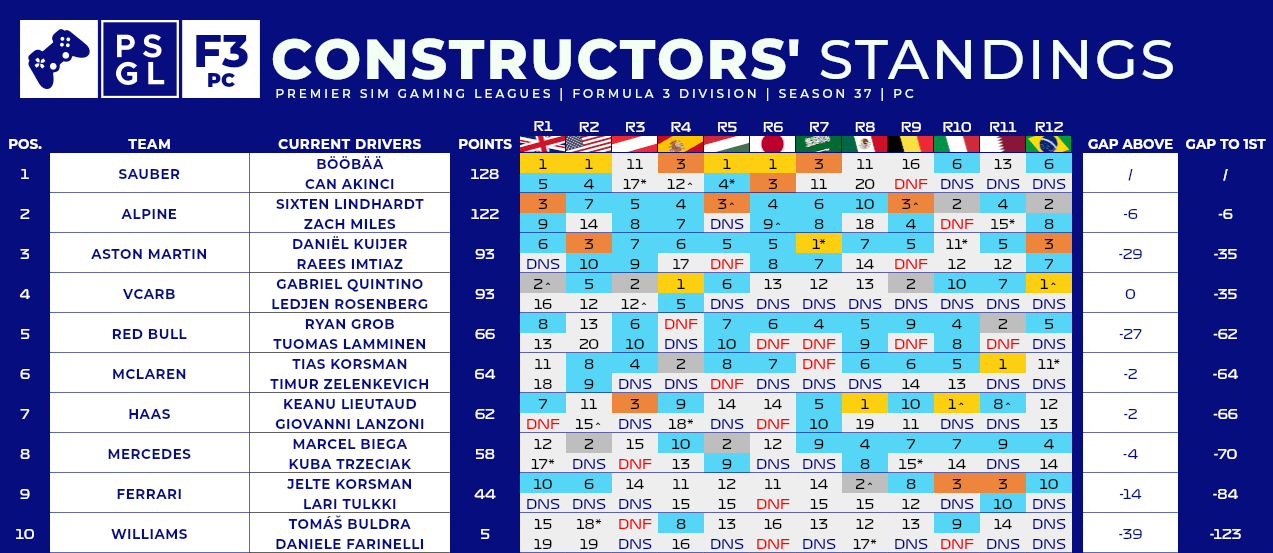 PS
GL
F3
PC
CONSTRUCTORS' STANDINGS
PREMIER SIM GAMING LEAGUES | FORMULA 3 DIVISION | SEASON 37 | PC
POS. TEAM CURRENT DRIVERS POINTS R1 R2 R3 R4 R5 R6 R7 R8 R9 R10 R11 R12 GAP ABOVE GAP TO 1ST
1 SAUBER 128 / /
BÖÖBÄÄ 1 1 11 3 1 1 3 11 16 6 13 6
CAN AKINCI 5 4 17* 12^ 4* 3 11 20 DNF DNS DNS DNS
2 ALPINE 122 -6 -6
SIXTEN LINDHARDT 3 7 5 4 3^ 4 6 10 3^ 2 4 2
ZACH MILES 9 14 8 7 DNS 9^ 8 18 4 DNF 15* 8
3 ASTON MARTIN 93 -29 -35
DANIËL KUIJER 6 3 7 6 5 5 1* 7 5 11* 5 3
RAEES IMTIAZ DNS 10 9 17 DNF 8 7 14 DNF 12 12 7
4 VCARB 93 0 -35
GABRIEL QUINTINO 2^ 5 2 1 6 13 12 13 2 10 7 1^
LEDJEN ROSENBERG 16 12 12^ 5 DNS DNS DNS DNS DNS DNS DNS DNS
5 RED BULL 66 -27 -62
RYAN GROB 8 13 6 DNF 7 6 4 5 9 4 2 5
TUOMAS LAMMINEN 13 20 10 DNS 10 DNF DNF 9 DNF 8 DNF DNS
6 MCLAREN 64 -2 -64
TIAS KORSMAN 11 8 4 2 8 7 DNF 6 6 5 1 11*
TIMUR ZELENKEVICH 18 9 DNS DNS DNF DNS DNS DNS 14 13 DNS DNS
7 HAAS 62 -2 -66
KEANU LIEUTAUD 7 11 3 9 14 14 5 1 10 1^ 8^ 12
GIOVANNI LANZONI DNF 15^ DNS 18* DNS DNF 10 19 11 DNS DNS 13
8 MERCEDES 58 -4 -70
MARCEL BIEGA 12 2 15 10 2 12 9 4 7 7 9 4
KUBA TRZECIAK 17* DNS DNF 13 9 DNS DNS 8 15* 14 DNS 14
9 FERRARI 44 -14 -84
JELTE KORSMAN 10 6 14 11 12 11 14 2^ 8 3 3 10
LARI TULKKI DNS DNS DNS 15 15 DNF 15 15 12 DNS 10 DNS
10 WILLIAMS 5 -39 -123
TOMÁŠ BULDRA 15 18* DNF 8 13 16 13 12 13 9 14 DNS
DANIELE FARINELLI 19 19 DNS 16 DNS DNF DNS 17* DNS DNS DNS DNS